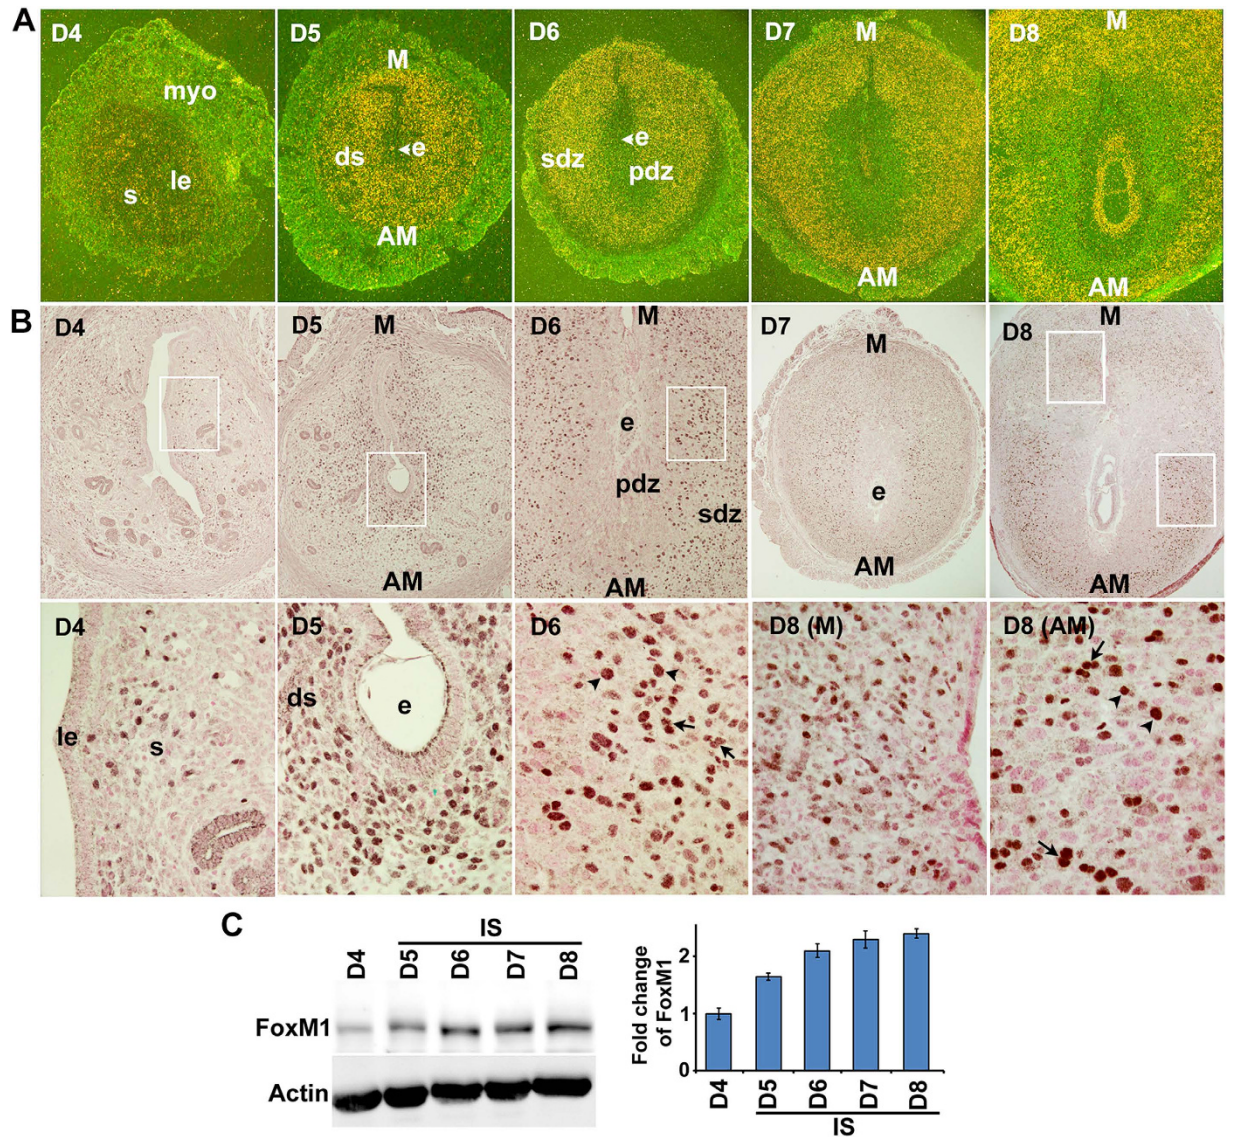 A
D4
myo
le
s
D5
M
ds
e
AM
D6
e
sdz
pdz
D7
M
AM
D8
M
AM
B
D4
D5
M
AM
D6
M
e
pdz
sdz
AM
D7
M
e
AM
D8
M
AM
D4
le
s
D5
ds
e
D6
D8 (M)
D8 (AM)
C
IS
D4 D5 D6 D7 D8
FoxM1
Actin
Fold change
of FoxM1
2
1
0
D4 D5 D6 D7 D8
IS